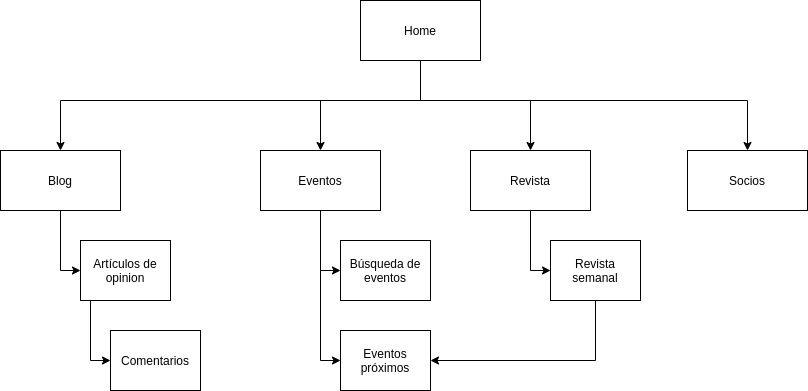 Home
Blog
Eventos
Revista
Socios
Artículos de
opinion
Búsqueda de
eventos
Revista
semanal
Comentarios
Eventos
próximos